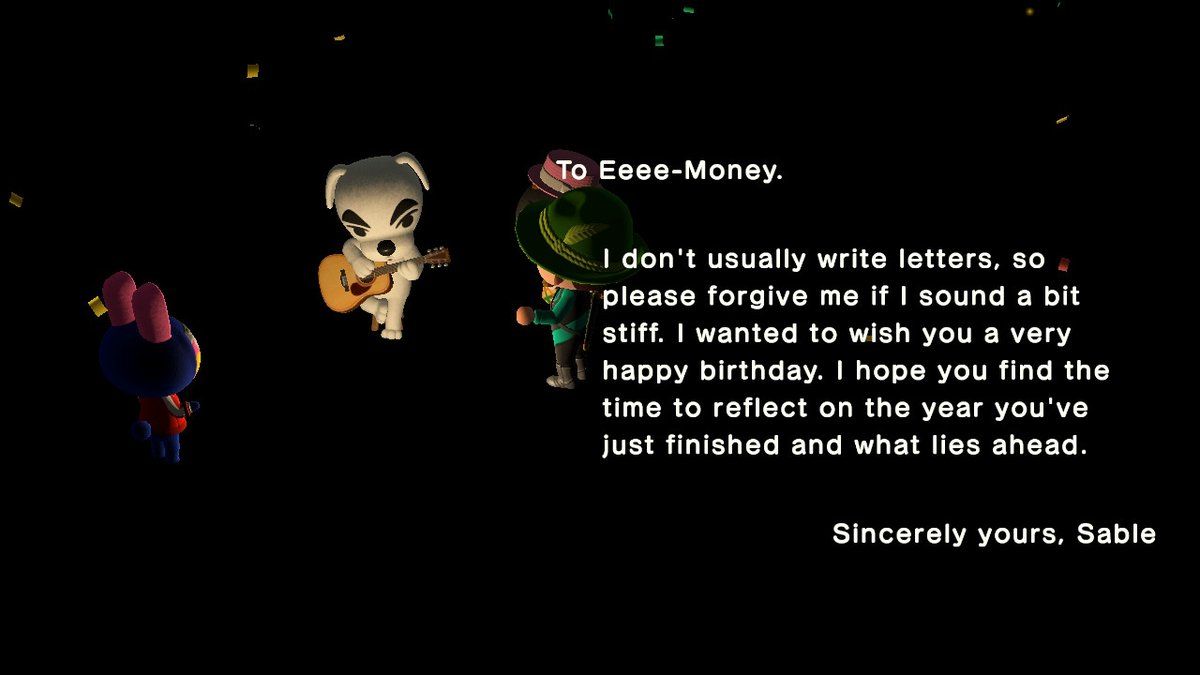 To Eeee-Money.
I don't usually write letters, so
please forgive me if I sound a bit
stiff. I wanted to wish you a very
happy birthday. I hope you find the
time to reflect on the year you've
just finished and what lies ahead.
Sincerely yours, Sable